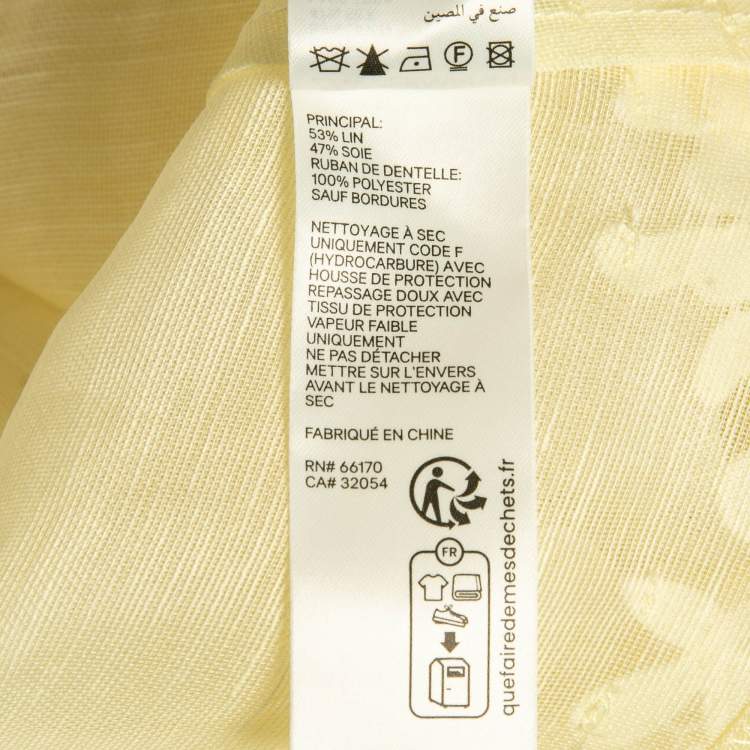 صنع في الصين
PRINCIPAL:
53% LIN
47% SOIE
RUBAN DE DENTELLE:
100% POLYESTER
SAUF BORDURES
NETTOYAGE À SEC
UNIQUEMENT CODE F
(HYDROCARBURE) AVEC
HOUSSE DE PROTECTION
REPASSAGE DOUX AVEC
TISSU DE PROTECTION
VAPEUR FAIBLE
UNIQUEMENT
NE PAS DÉTACHER
METTRE SUR L'ENVERS
AVANT LE NETTOYAGE À
SEC
FABRIQUÉ EN CHINE
RN# 66170
CA# 32054
FR
quefairedemesdechets.fr